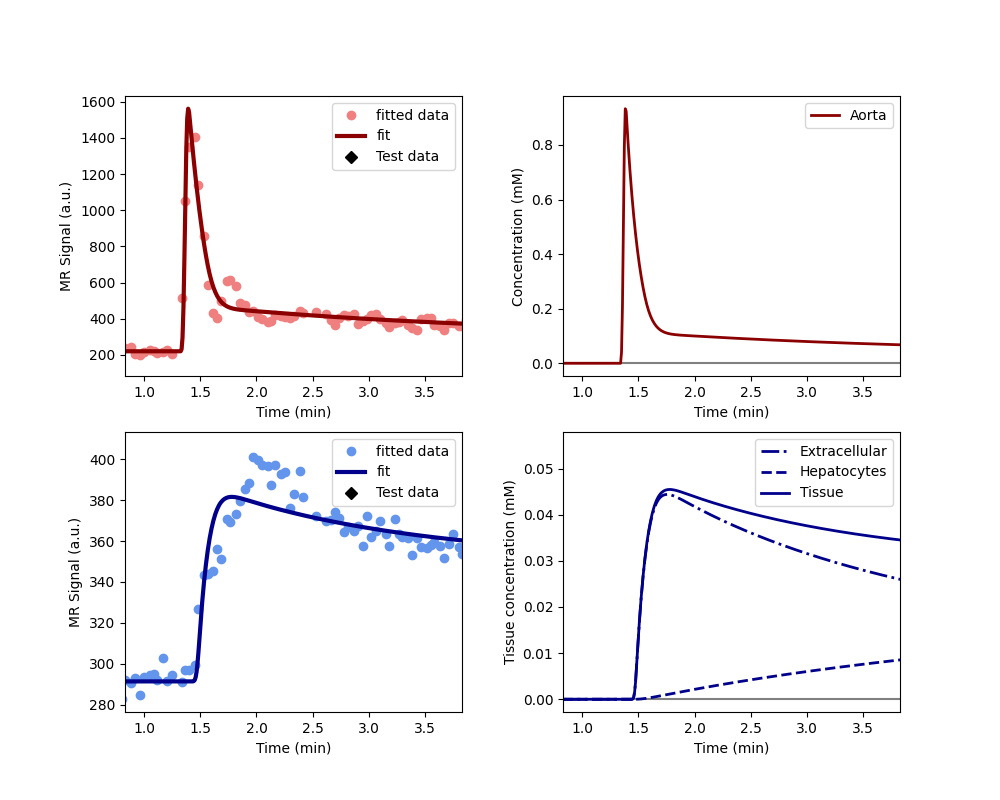 1600
1400
1200
1000
800
600
400
200
MR Signal (a.u.)
fitted data
fit
Test data
1.0 1.5 2.0 2.5 3.0 3.5
Time (min)
0.8
0.6
0.4
0.2
0.0
Concentration (mM)
Aorta
1.0 1.5 2.0 2.5 3.0 3.5
Time (min)
400
380
360
340
320
300
280
MR Signal (a.u.)
fitted data
fit
Test data
1.0 1.5 2.0 2.5 3.0 3.5
Time (min)
0.05
0.04
0.03
0.02
0.01
0.00
Tissue concentration (mM)
Extracellular
Hepatocytes
Tissue
1.0 1.5 2.0 2.5 3.0 3.5
Time (min)